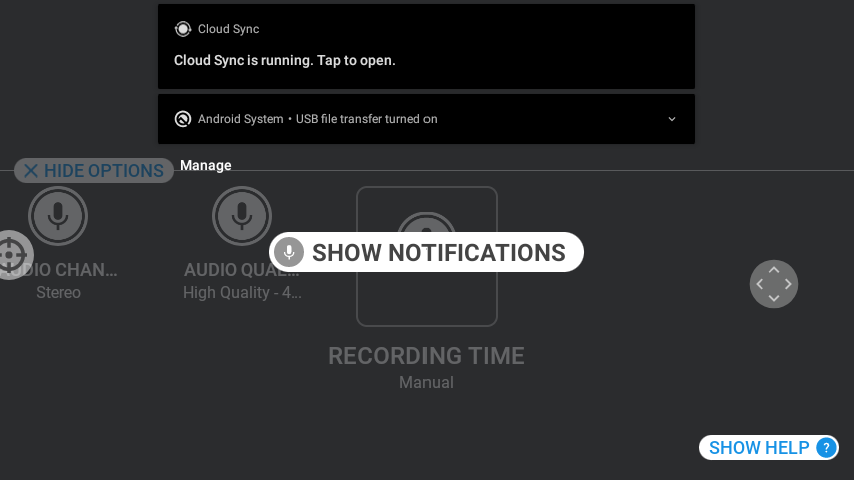 Cloud Sync
Cloud Sync is running. Tap to open.
Android System • USB file transfer turned on
Manage
HIDE OPTIONS
SHOW NOTIFICATIONS
AUDIO CHAN...
AUDIO QUAL...
Stereo
High Quality - 4...
RECORDING TIME
Manual
SHOW HELP ?